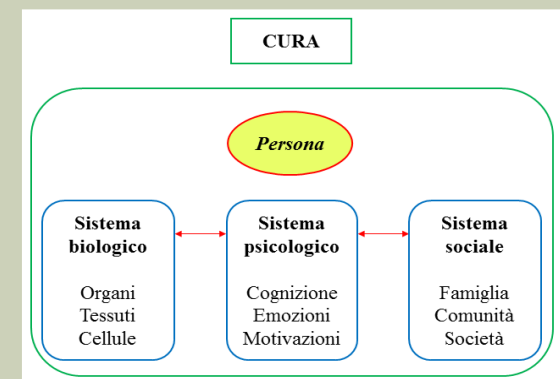 CURA
Persona
Sistema
biologico
Organi
Tessuti
Cellule
Sistema
psicologico
Cognizione
Emozioni
Motivazioni
Sistema
sociale
Famiglia
Comunità
Società